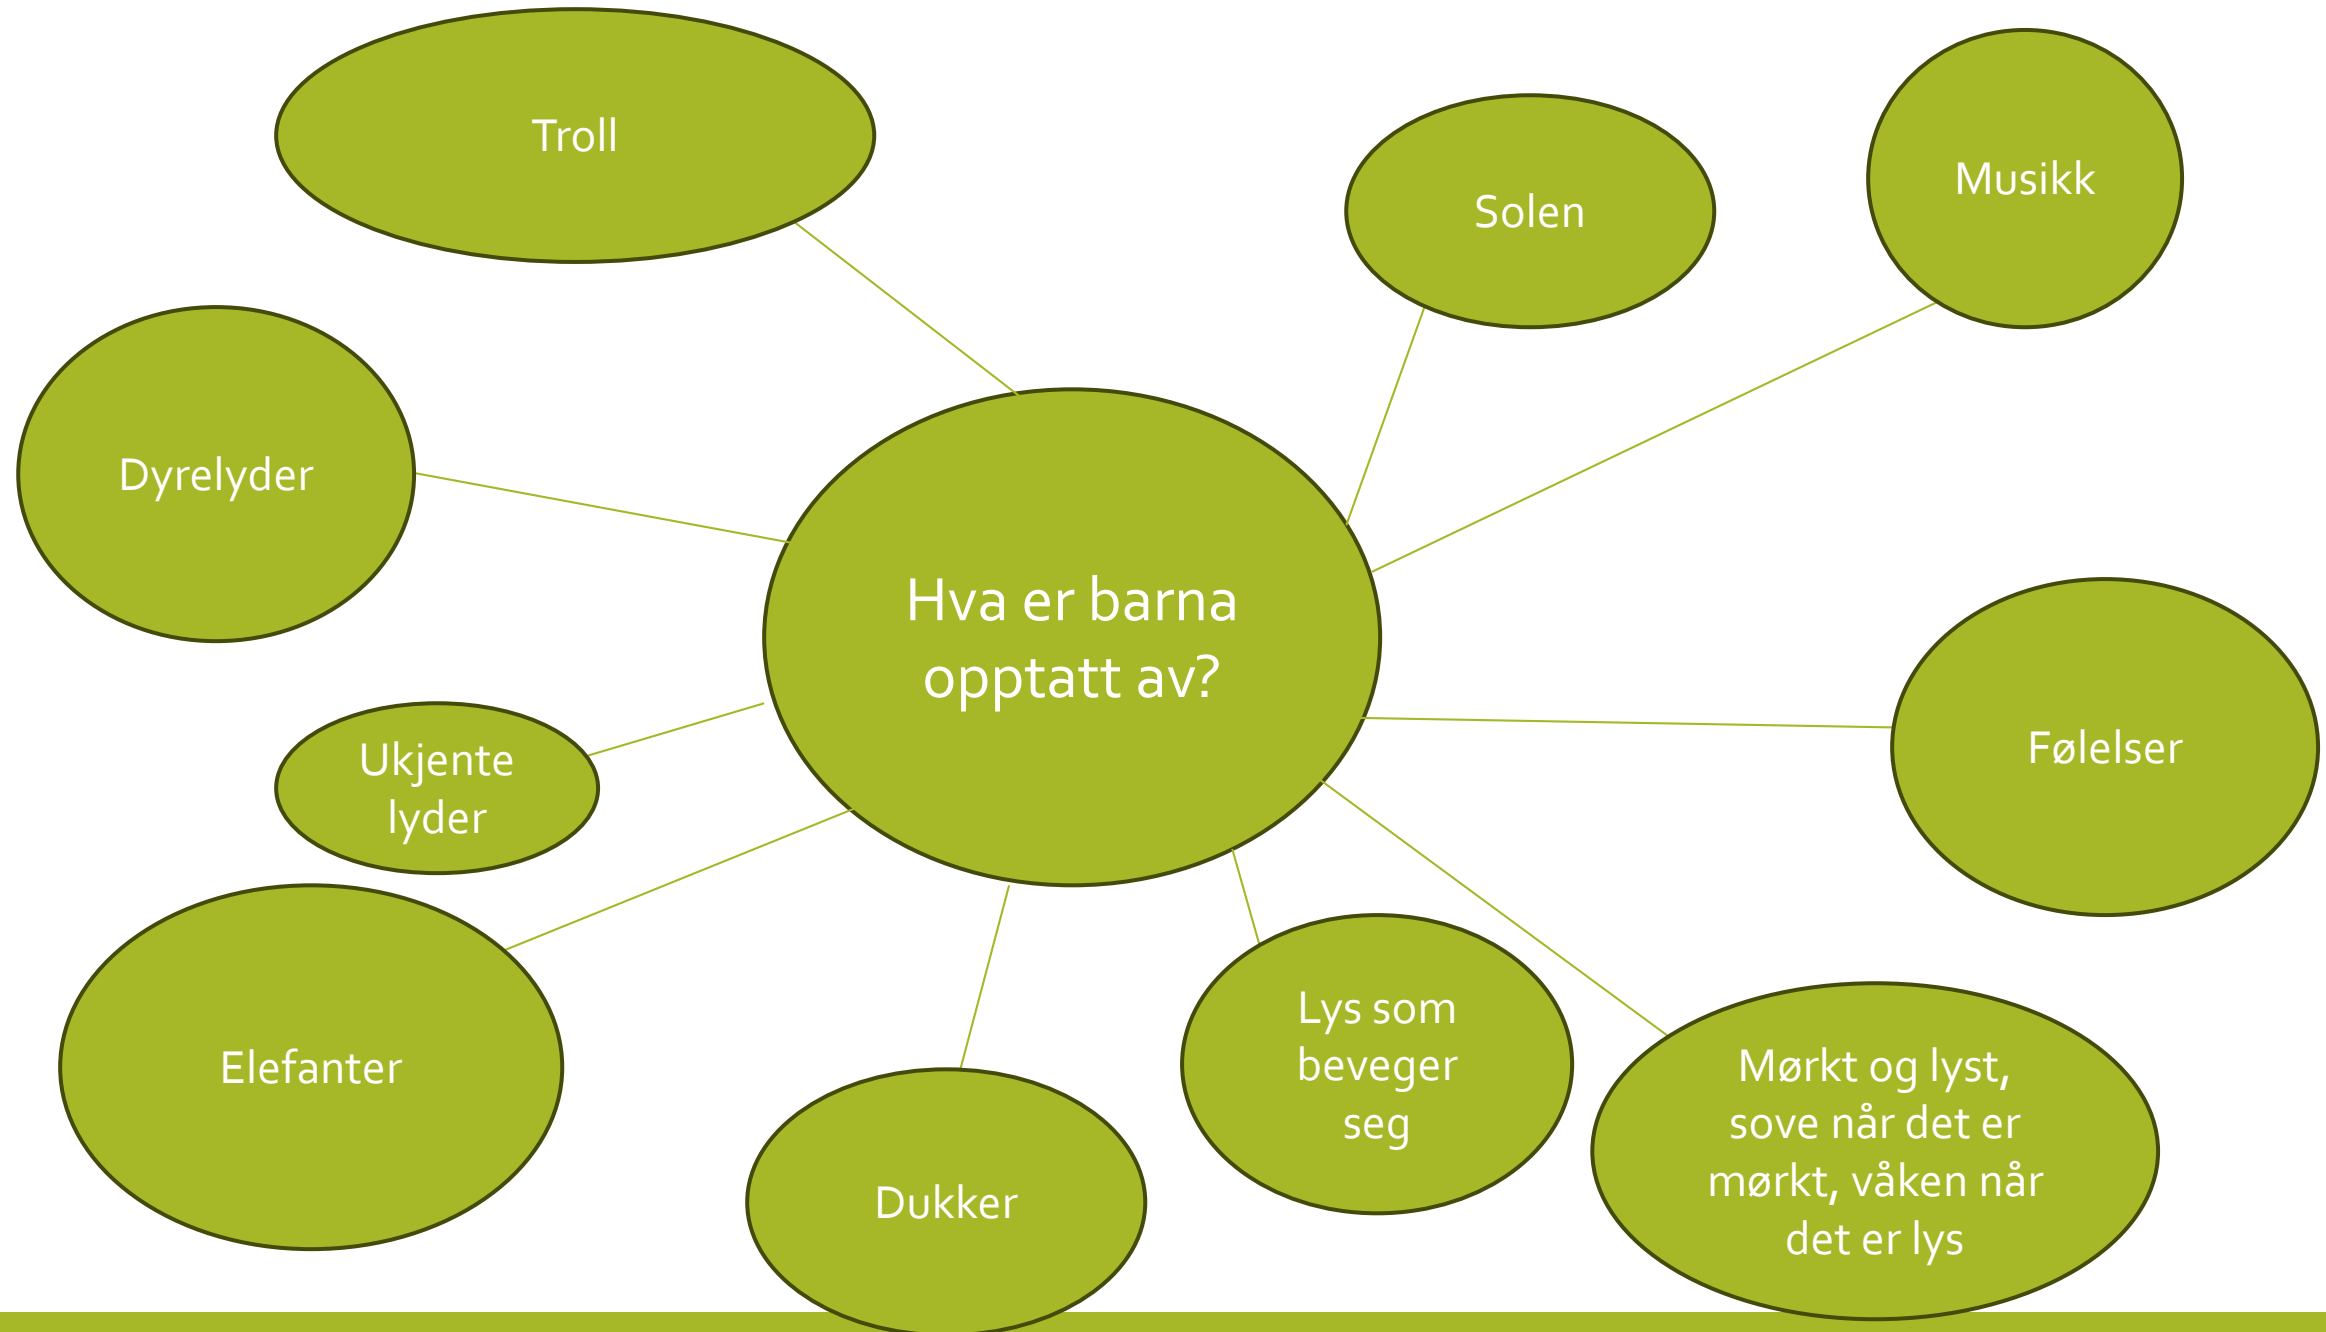 Troll
Solen
Musikk
Dyrelyder
Hva er barna
opptatt av?
Følelser
Ukjente
lyder
Elefanter
Dukker
Lys som
beveger
seg
Mørkt og lyst,
sove når det er
mørkt, våken når
det er lys